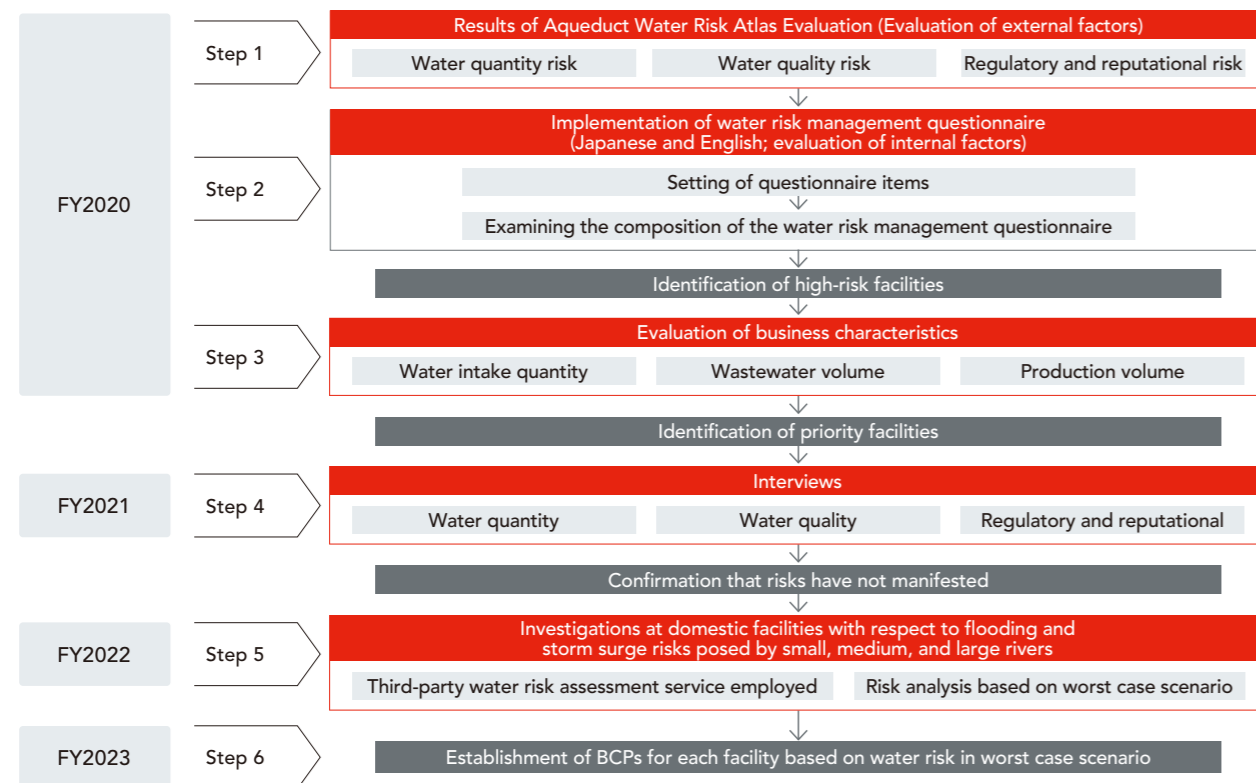 FY2020
Step 1
Results of Aqueduct Water Risk Atlas Evaluation (Evaluation of external factors)
Water quantity risk
Water quality risk
Regulatory and reputational risk
Step 2
Implementation of water risk management questionnaire
(Japanese and English; evaluation of internal factors)
Setting of questionnaire items
Examining the composition of the water risk management questionnaire
Identification of high-risk facilities
Step 3
Evaluation of business characteristics
Water intake quantity
Wastewater volume
Production volume
Identification of priority facilities
FY2021
Step 4
Interviews
Water quantity
Water quality
Regulatory and reputational
Confirmation that risks have not manifested
FY2022
Step 5
Investigations at domestic facilities with respect to flooding and
storm surge risks posed by small, medium, and large rivers
Third-party water risk assessment service employed
Risk analysis based on worst case scenario
FY2023
Step 6
Establishment of BCPs for each facility based on water risk in worst case scenario